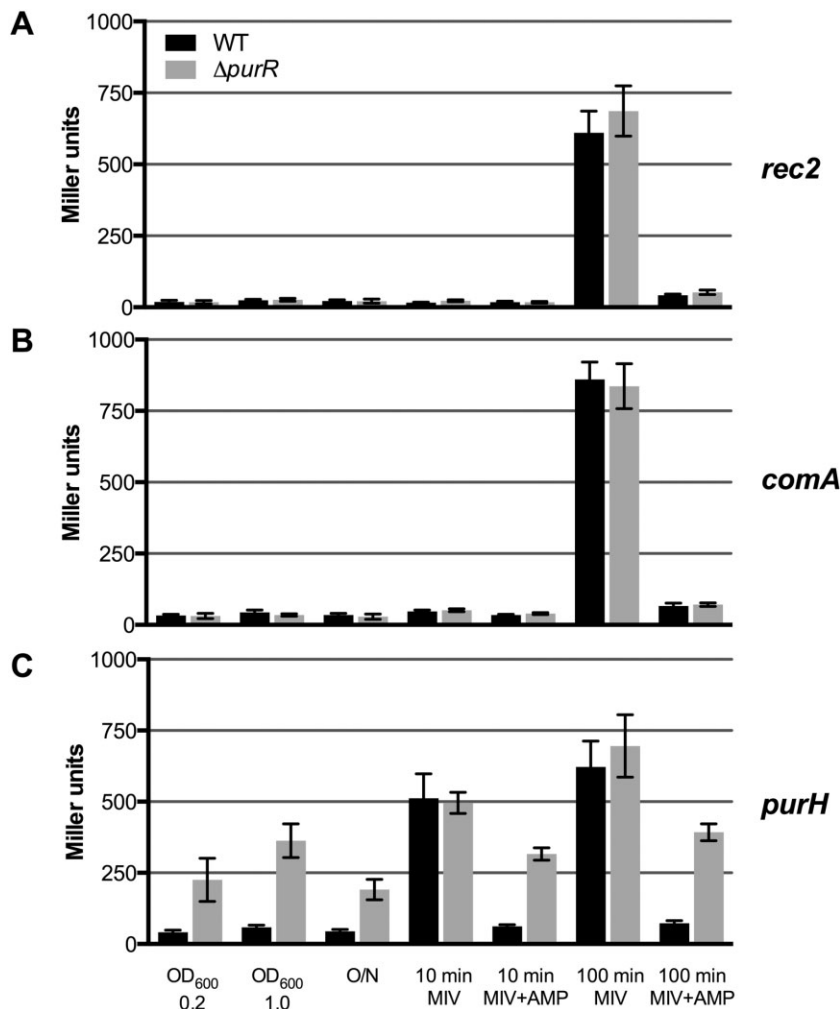 A
1000
750
500
250
0
Miller units
WT
ΔpurR
rec2
B
1000
750
500
250
0
Miller units
comA
C
1000
750
500
250
0
Miller units
purH
OD600
0.2
OD600
1.0
O/N
10 min
MIV
10 min
MIV+AMP
100 min
MIV
100 min
MIV+AMP